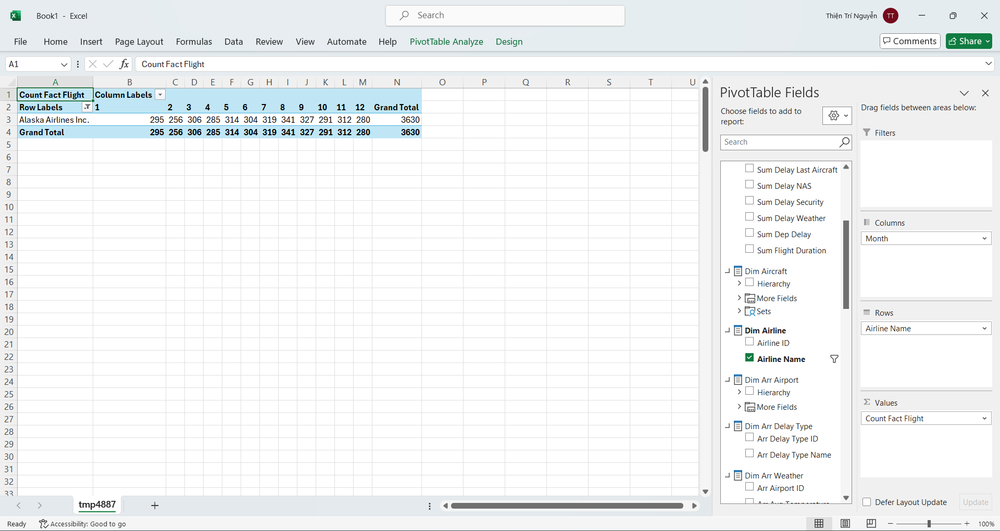 Book1 - Excel
Search
Thiện Trí Nguyễn TT
File Home Insert Page Layout Formulas Data Review View Automate Help PivotTable Analyze Design
Comments Share
A1 fx Count Fact Flight
A B C D E F G H I J K L M N O P Q R S T U
1 Count Fact Flight Column Labels
2 Row Labels 1 2 3 4 5 6 7 8 9 10 11 12 Grand Total
3 Alaska Airlines Inc. 295 256 306 285 314 304 319 341 327 291 312 280 3630
4 Grand Total 295 256 306 285 314 304 319 341 327 291 312 280 3630
5
6
7
8
9
10
11
12
13
14
15
16
17
18
19
20
21
22
23
24
25
26
27
28
29
30
31
32
33
PivotTable Fields
Choose fields to add to
report:
Search
Sum Delay Last Aircraft
Sum Delay NAS
Sum Delay Security
Sum Delay Weather
Sum Dep Delay
Sum Flight Duration
Dim Aircraft
Hierarchy
More Fields
Sets
Dim Airline
Airline ID
Airline Name
Dim Arr Airport
Hierarchy
More Fields
Dim Arr Delay Type
Arr Delay Type ID
Arr Delay Type Name
Dim Arr Weather
Arr Airport ID
Arr Avg Temperature
Drag fields between areas below:
Filters
Columns
Month
Rows
Airline Name
Σ Values
Count Fact Flight
Defer Layout Update Update
tmp4887
Ready Accessibility: Good to go
100%